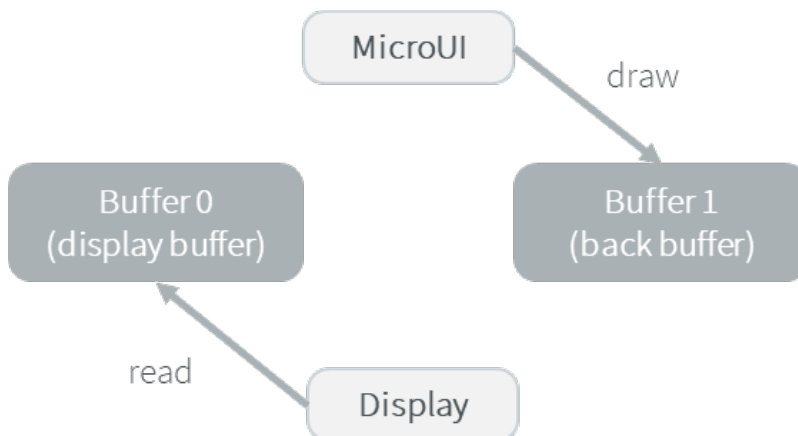 MicroUI
draw
Buffer 0
(display buffer)
Buffer 1
(back buffer)
read
Display